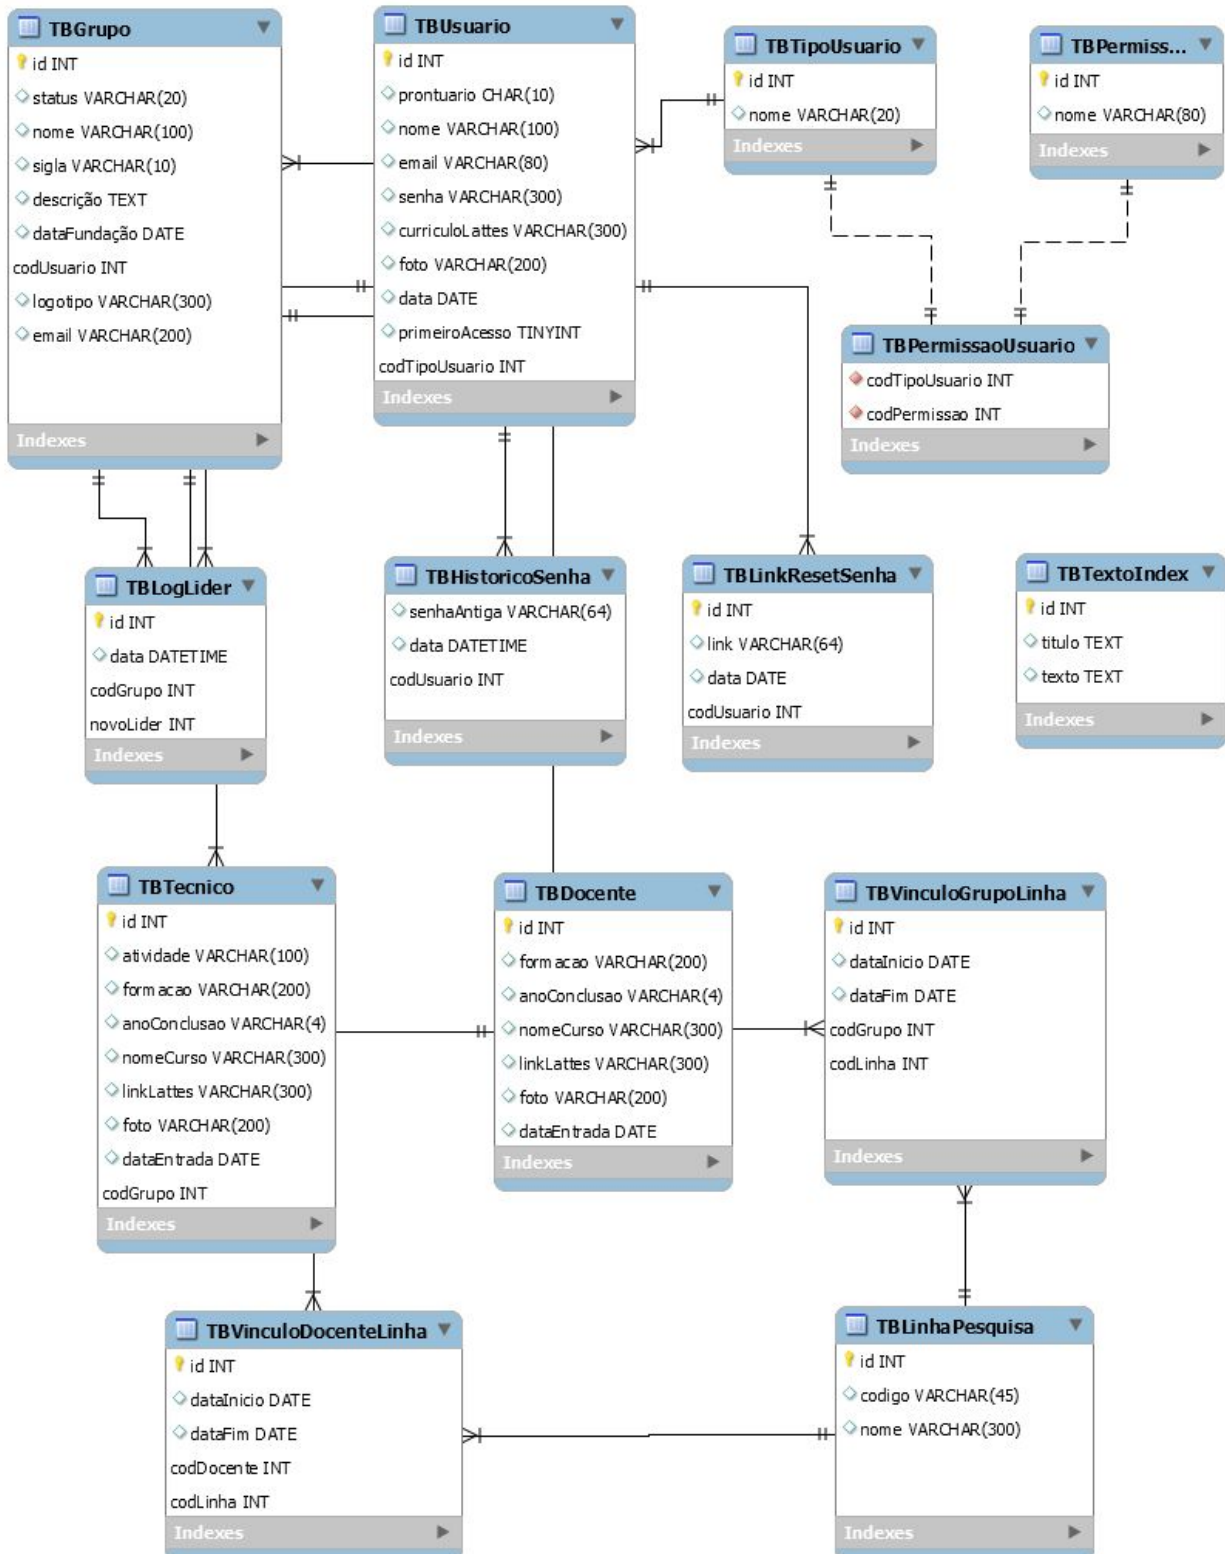 TBGrupo
id INT
status VARCHAR(20)
nome VARCHAR(100)
sigla VARCHAR(10)
descrição TEXT
dataFundação DATE
codUsuario INT
logotipo VARCHAR(300)
email VARCHAR(200)
Indexes
TBUsuario
id INT
prontuario CHAR(10)
nome VARCHAR(100)
email VARCHAR(80)
senha VARCHAR(300)
curriculoLattes VARCHAR(300)
foto VARCHAR(200)
data DATE
primeiroAcesso TINYINT
codTipoUsuario INT
Indexes
TBTipoUsuario
id INT
nome VARCHAR(20)
Indexes
TBPermiss...
id INT
nome VARCHAR(80)
Indexes
TBPermissaoUsuario
codTipoUsuario INT
codPermissao INT
Indexes
TBLogLider
id INT
data DATETIME
codGrupo INT
novoLider INT
Indexes
TBHistoricoSenha
senhaAntiga VARCHAR(64)
data DATETIME
codUsuario INT
Indexes
TBLinkResetSenha
id INT
link VARCHAR(64)
data DATE
codUsuario INT
Indexes
TBTextoIndex
id INT
titulo TEXT
texto TEXT
Indexes
TBTecnico
id INT
atividade VARCHAR(100)
formacao VARCHAR(200)
anoConclusao VARCHAR(4)
nomeCurso VARCHAR(300)
linkLattes VARCHAR(300)
foto VARCHAR(200)
dataEntrada DATE
codGrupo INT
Indexes
TBDocente
id INT
formacao VARCHAR(200)
anoConclusao VARCHAR(4)
nomeCurso VARCHAR(300)
linkLattes VARCHAR(300)
foto VARCHAR(200)
dataEntrada DATE
Indexes
TBVinculoGrupoLinha
id INT
dataInicio DATE
dataFim DATE
codGrupo INT
codLinha INT
Indexes
TBVinculoDocenteLinha
id INT
dataInicio DATE
dataFim DATE
codDocente INT
codLinha INT
Indexes
TBLinhaPesquisa
id INT
codigo VARCHAR(45)
nome VARCHAR(300)
Indexes